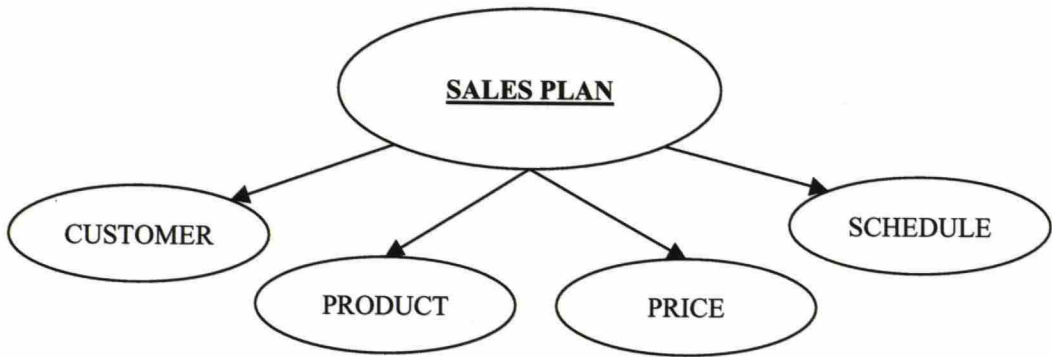 SALES PLAN
CUSTOMER
SCHEDULE
PRODUCT
PRICE